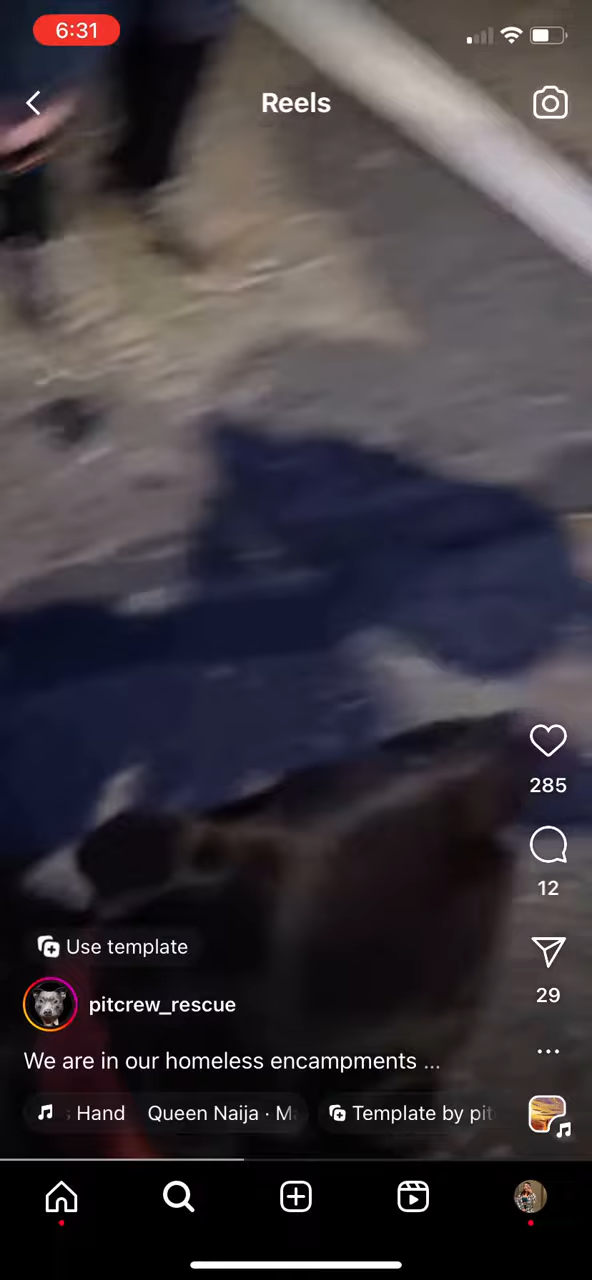 6:31
Reels
285
12
Use template
29
pitcrew_rescue
We are in our homeless encampments ...
Hand Queen Naija · M
Template by pit